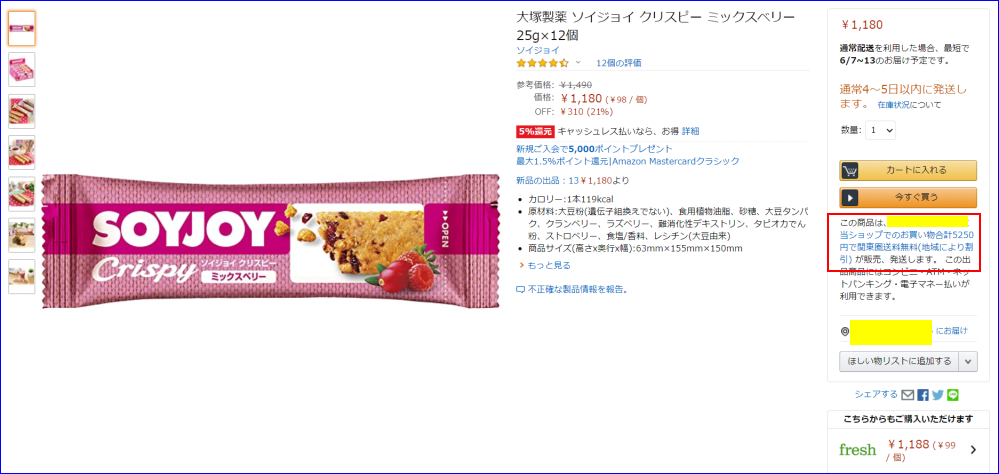 SOYJOY
Crispy
ソイジョイ クリスピー
ミックスベリー
OPEN
大塚製薬 ソイジョイ クリスピー ミックスベリー
25g×12個
ソイジョイ
12個の評価
参考価格: ￥1,490
価格: ￥1,180 (￥98 / 個)
OFF: ￥310 (21%)
5%還元 キャッシュレス払いなら、お得 詳細
新規ご入会で5,000ポイントプレゼント
最大1.5%ポイント還元|Amazon Mastercardクラシック
新品の出品：13￥1,180より
• カロリー:1本119kcal
• 原材料:大豆粉(遺伝子組換えでない)、食用植物油脂、砂糖、大豆タンパ
ク、クランベリー、ラズベリー、難消化性デキストリン、タピオカでん
粉、ストロベリー、食塩/香料、レシチン(大豆由来)
• 商品サイズ(高さx奥行x幅):63mm×155mm×150mm
› もっと見る
不正確な製品情報を報告。
￥1,180
通常配送を利用した場合、最短で
6/7~13のお届け予定です。
通常4～5日以内に発送し
ます。 在庫状況について
数量: 1
カートに入れる
今すぐ買う
この商品は、
当ショップでのお買い物合計5250
円で関東圏送料無料(地域により割
引) が販売、発送します。 この出
品商品にはコンビニ・ATM・ネッ
トバンキング・電子マネー払いが
利用できます。
にお届け
ほしい物リストに追加する
シェアする
こちらからもご購入いただけます
fresh ￥1,188 (￥99
/ 個)